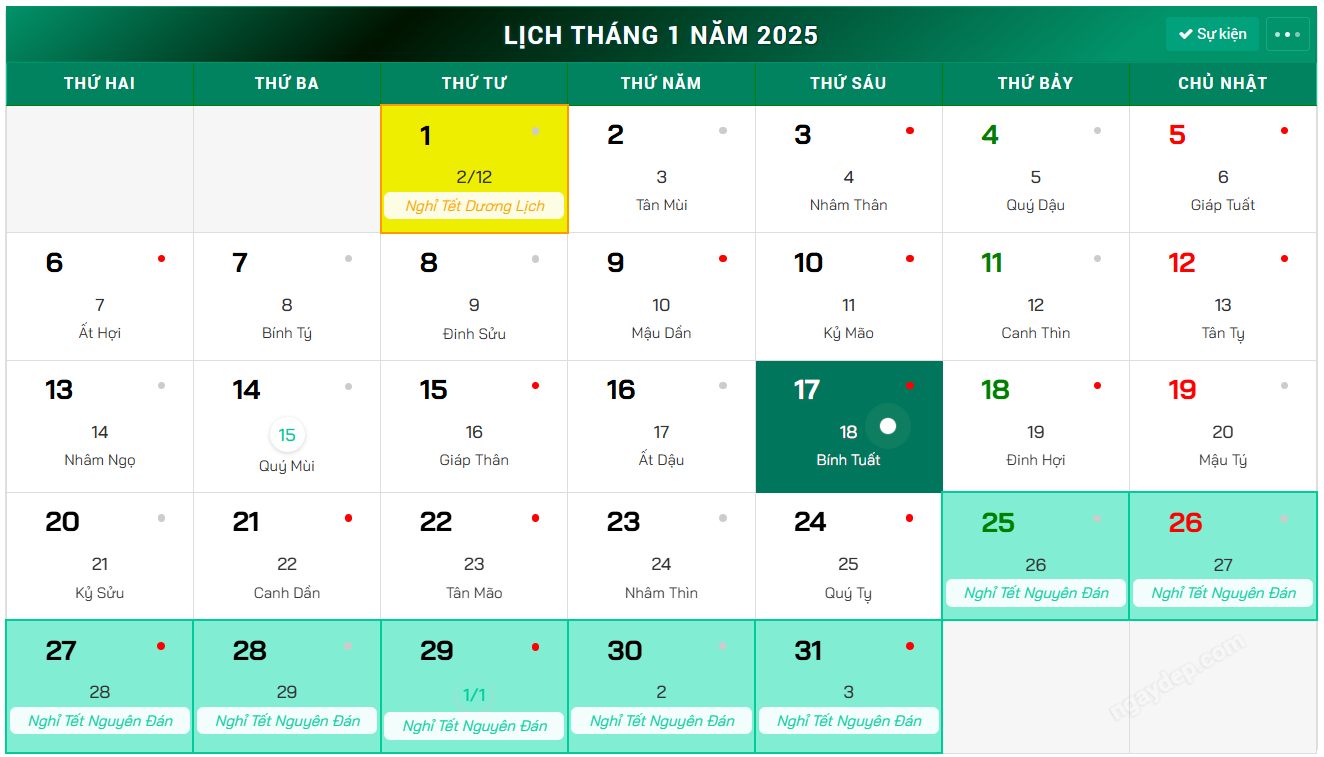 LỊCH THÁNG 1 NĂM 2025
Sự kiện
THỨ HAI THỨ BA THỨ TƯ THỨ NĂM THỨ SÁU THỨ BẢY CHỦ NHẬT
1 2 3 4 5
2/12 3 4 5 6
Nghỉ Tết Dương Lịch Tân Mùi Nhâm Thân Quý Dậu Giáp Tuất
6 7 8 9 10 11 12
7 8 9 10 11 12 13
Ất Hợi Bính Tý Đinh Sửu Mậu Dần Kỷ Mão Canh Thìn Tân Tỵ
13 14 15 16 17 18 19
14 15 16 17 18 19 20
Nhâm Ngọ Quý Mùi Giáp Thân Ất Dậu Bính Tuất Đinh Hợi Mậu Tý
20 21 22 23 24 25 26
21 22 23 24 25 26 27
Kỷ Sửu Canh Dần Tân Mão Nhâm Thìn Quý Tỵ Nghỉ Tết Nguyên Đán Nghỉ Tết Nguyên Đán
27 28 29 30 31
28 29 1/1 2 3
Nghỉ Tết Nguyên Đán Nghỉ Tết Nguyên Đán Nghỉ Tết Nguyên Đán Nghỉ Tết Nguyên Đán Nghỉ Tết Nguyên Đán
ngaydep.com